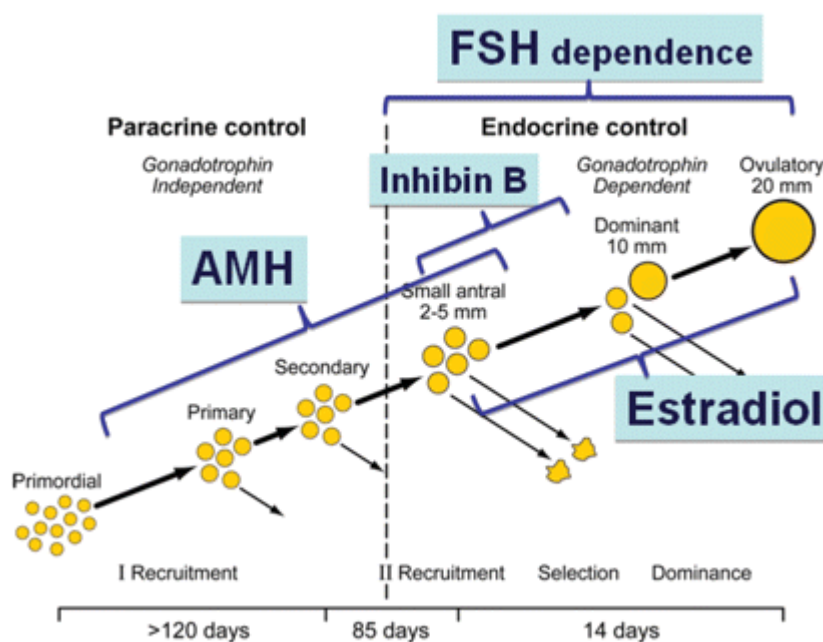 FSH dependence
Paracrine control
Endocrine control
Gonadotrophin
Independent
Inhibin B
Gonadotrophin
Dependent
Ovulatory
20 mm
AMH
Dominant
10 mm
Small antral
2-5 mm
Secondary
Estradiol
Primary
Primordial
I Recruitment
II Recruitment
Selection
Dominance
>120 days
85 days
14 days